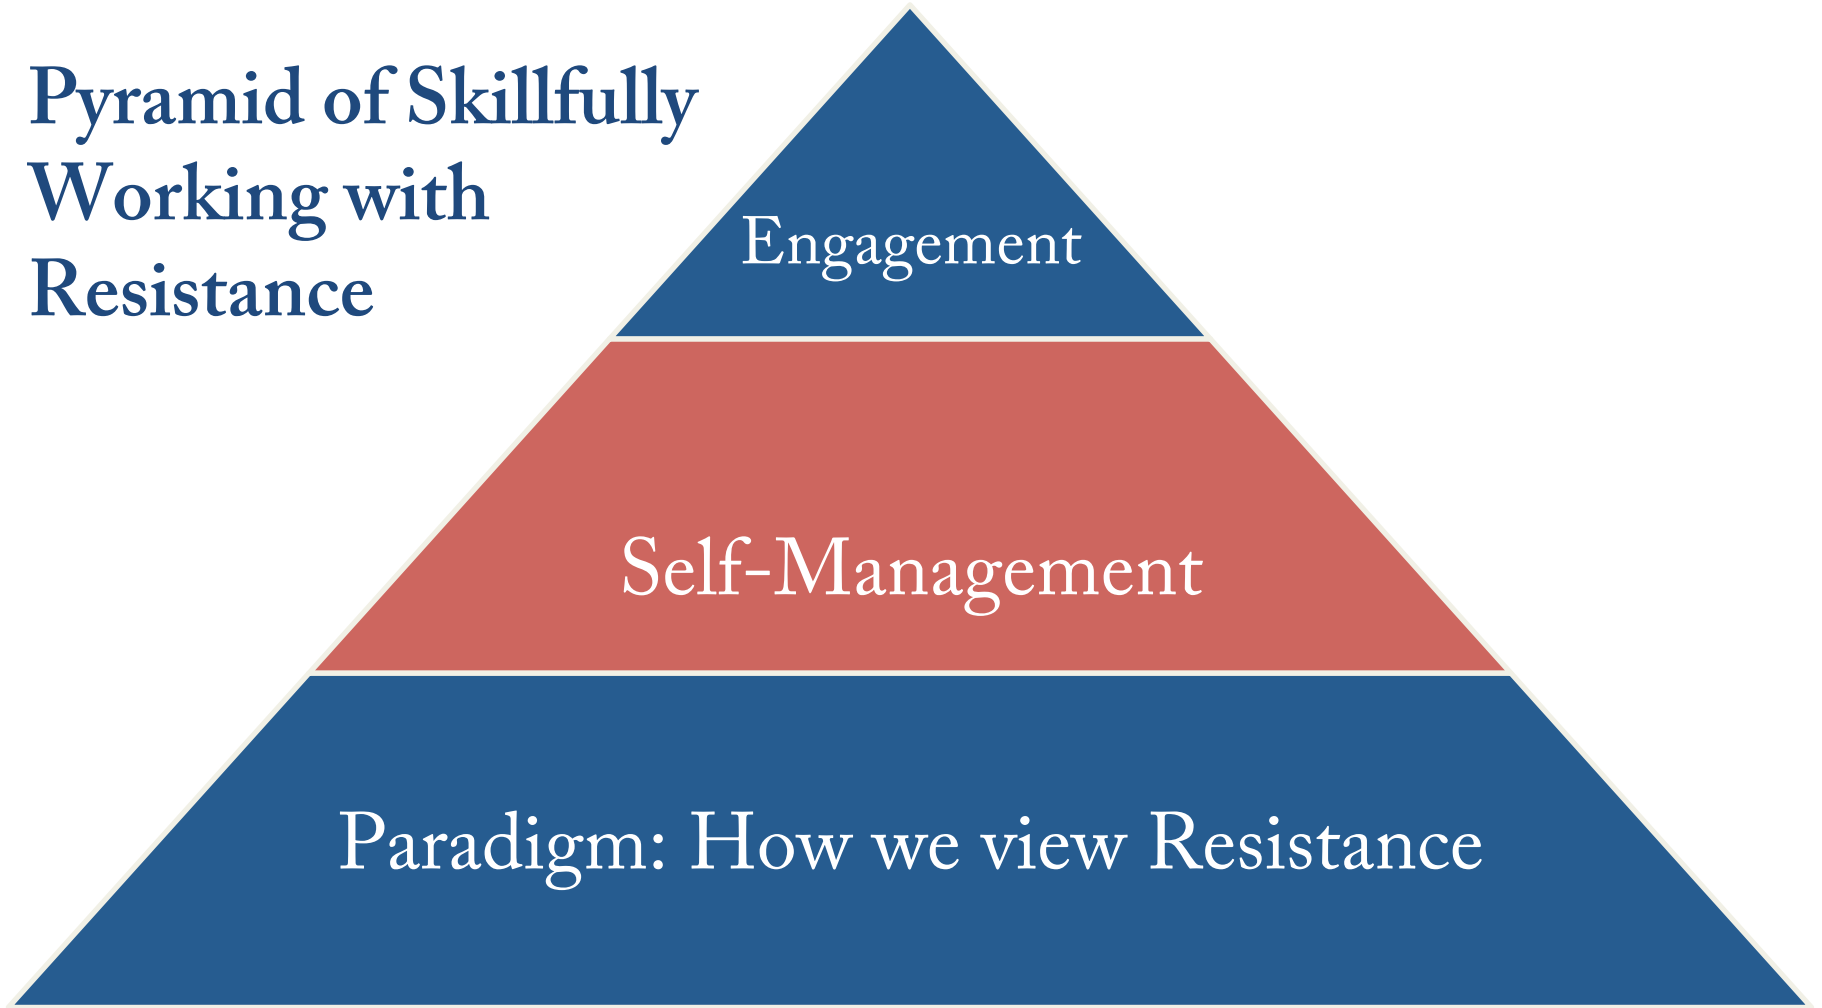 Pyramid of Skillfully
Working with
Resistance
Engagement
Self-Management
Paradigm: How we view Resistance